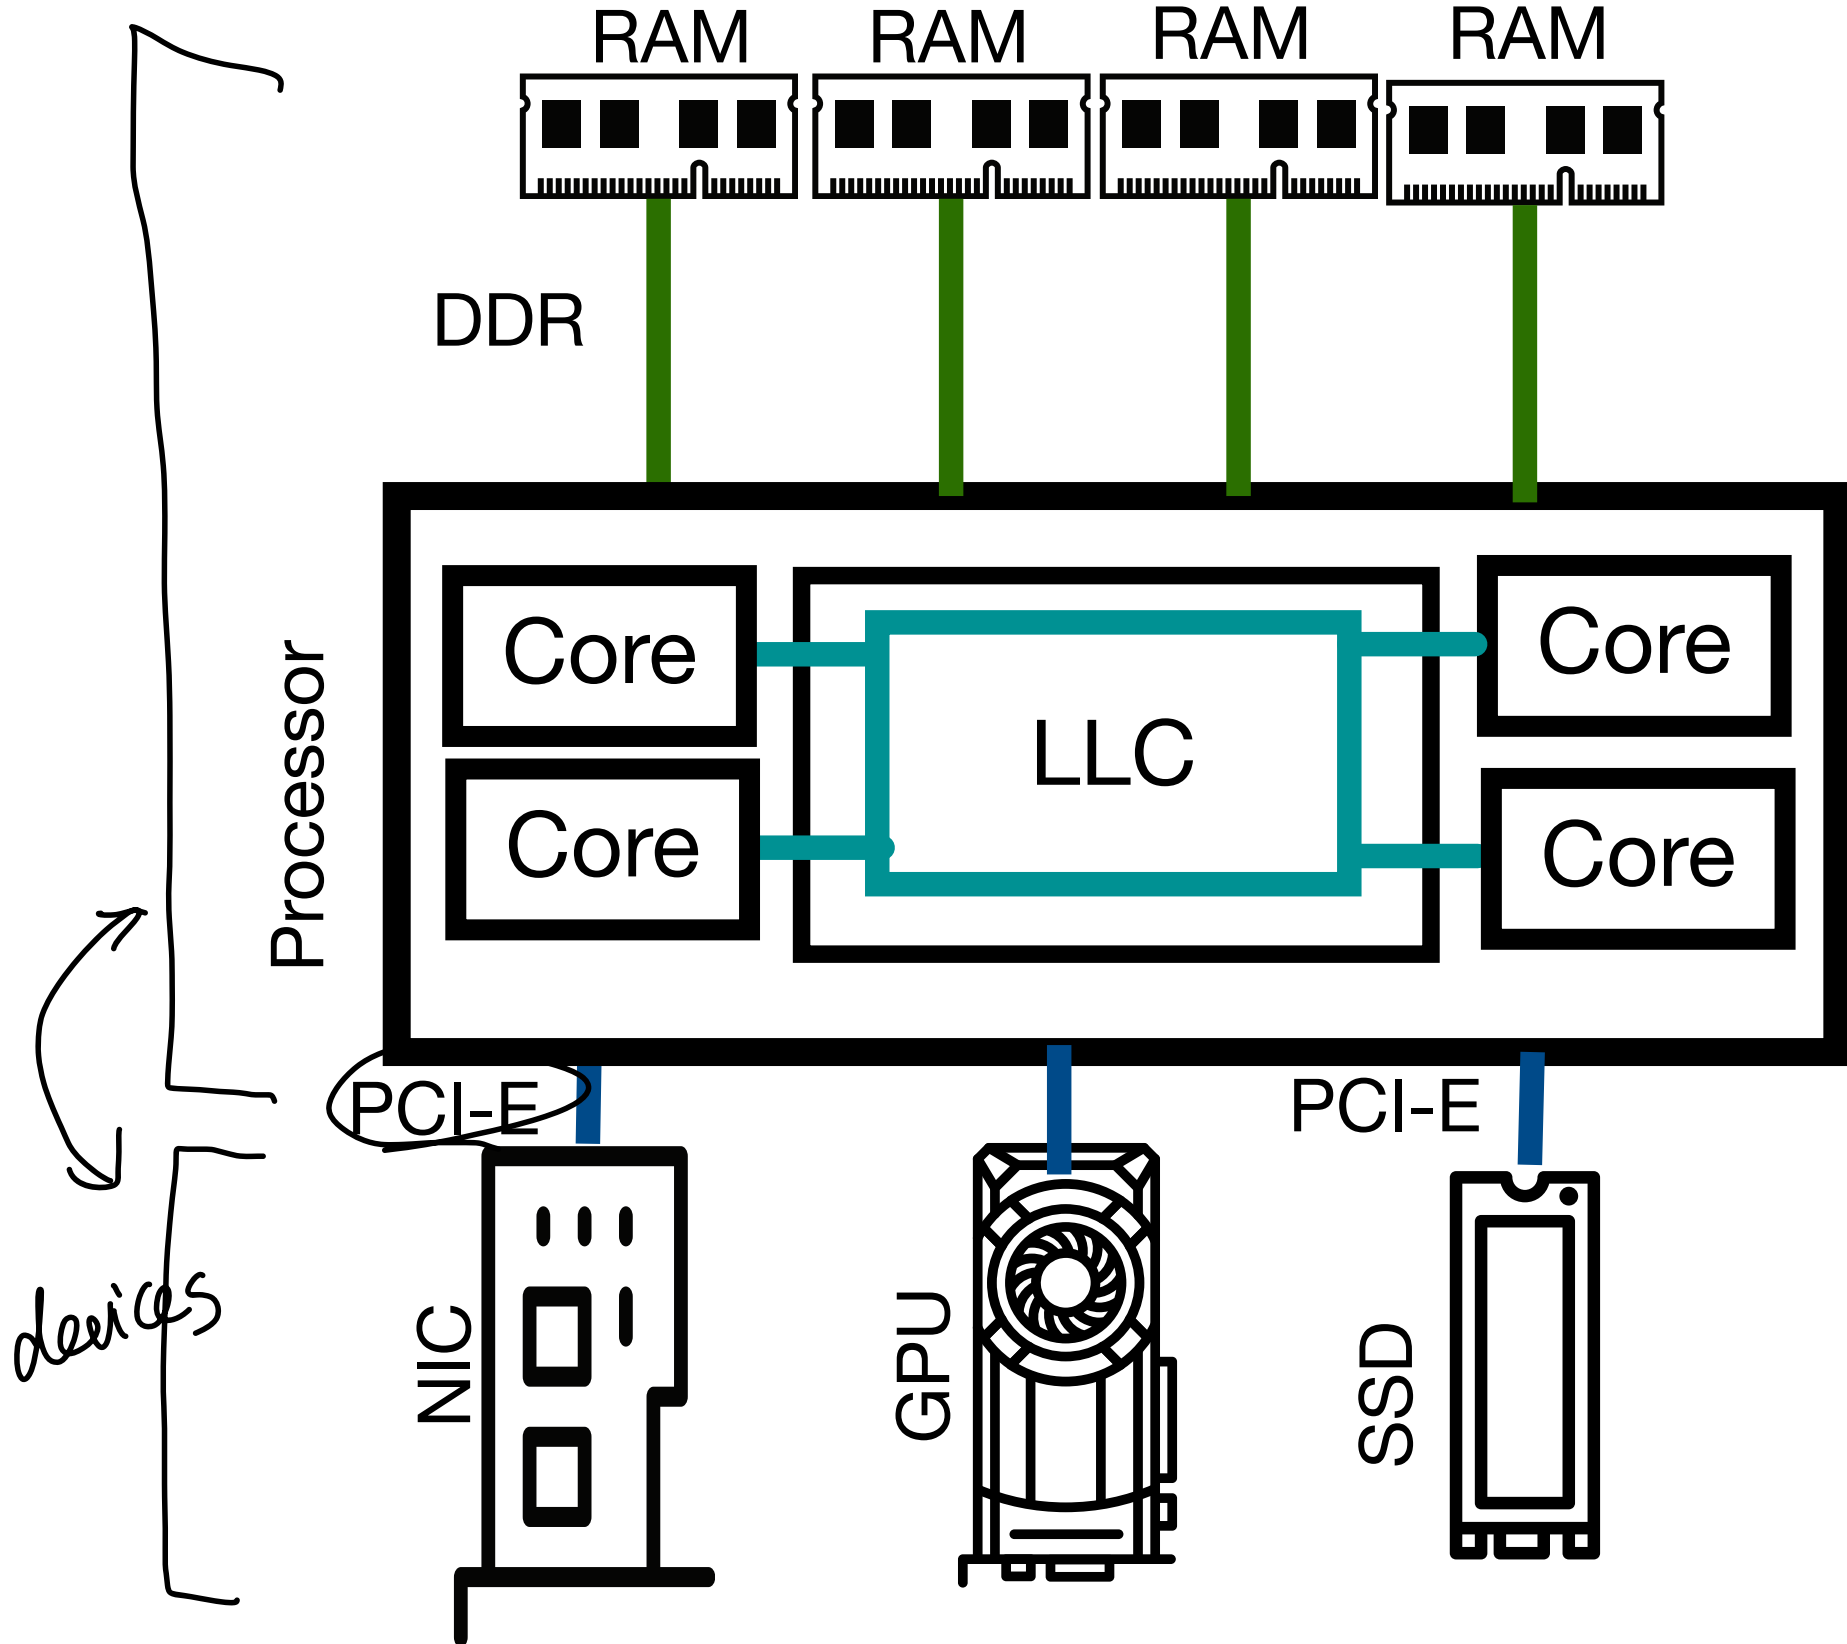 RAM RAM RAM RAM
DDR
Processor
Core
Core
LLC
Core
Core
PCI-E
PCI-E
devices
NIC
GPU
SSD